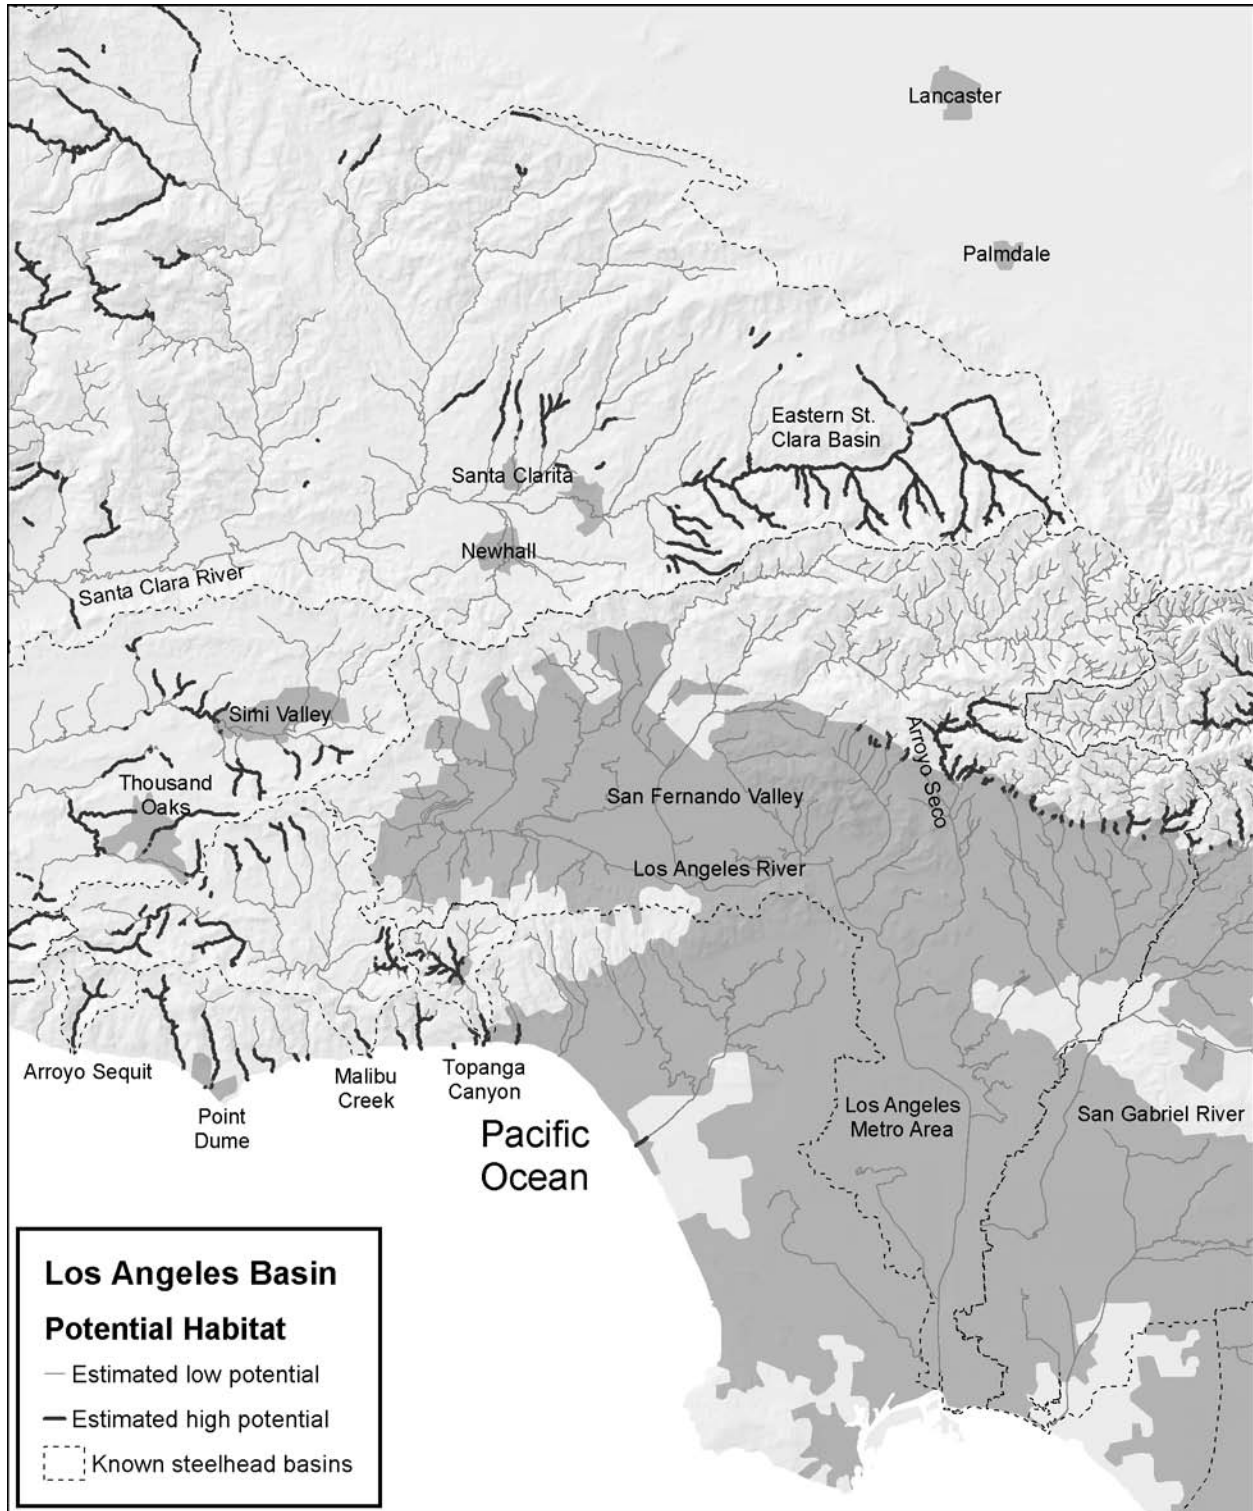 Lancaster
Palmdale
Eastern St.
Clara Basin
Santa Clarita
Newhall
Santa Clara River
Simi Valley
Arroyo Seco
Thousand
Oaks
San Fernando Valley
Los Angeles River
Arroyo Sequit
Malibu
Creek
Topanga
Canyon
Point
Dume
Pacific
Ocean
Los Angeles
Metro Area
San Gabriel River
Los Angeles Basin
Potential Habitat
Estimated low potential
Estimated high potential
Known steelhead basins